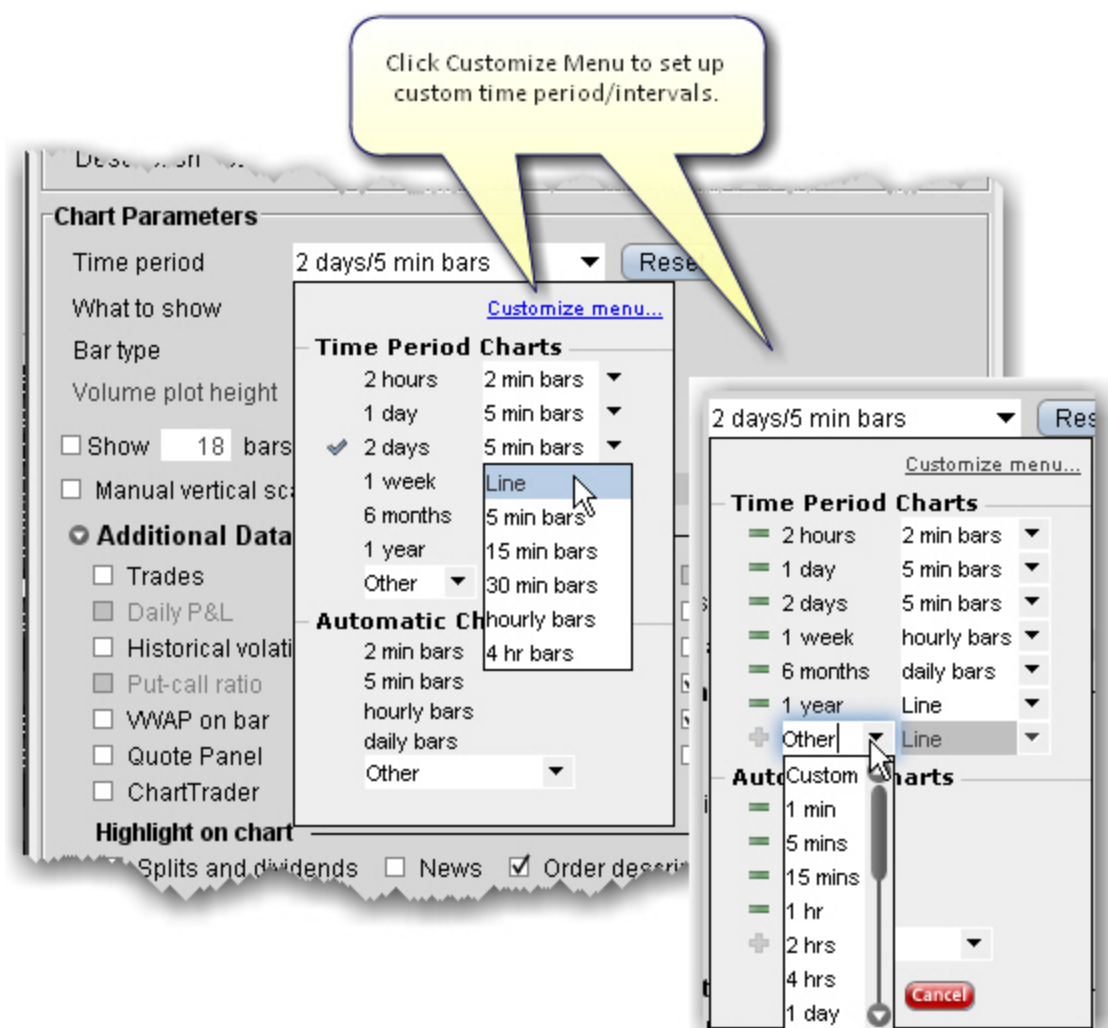 Click Customize Menu to set up
custom time period/intervals.
Chart Parameters
Time period 2 days/5 min bars Reset
What to show
Bar type
Volume plot height
Show 18 bars
Manual vertical
Additional Data
Trades
Daily P&L
Historical
Put-call ratio
VWAP on bar
Quote Panel
ChartTrader
Highlight on chart
Splits and dividends News Order
Customize menu...
Time Period Charts
2 hours 2 min bars
1 day 5 min bars
2 days 5 min bars
1 week
6 months
1 year
Other
Line
5 min bars
15 min bars
30 min bars
hourly bars
4 hr bars
Automatic
2 min bars
5 min bars
hourly bars
daily bars
Other
2 days/5 min bars
Customize menu...
Time Period Charts
2 hours 2 min bars
1 day 5 min bars
2 days 5 min bars
1 week hourly bars
6 months daily bars
1 year Line
Other Line
Custom
1 min
5 mins
15 mins
1 hr
2 hrs
4 hrs
1 day
Cancel